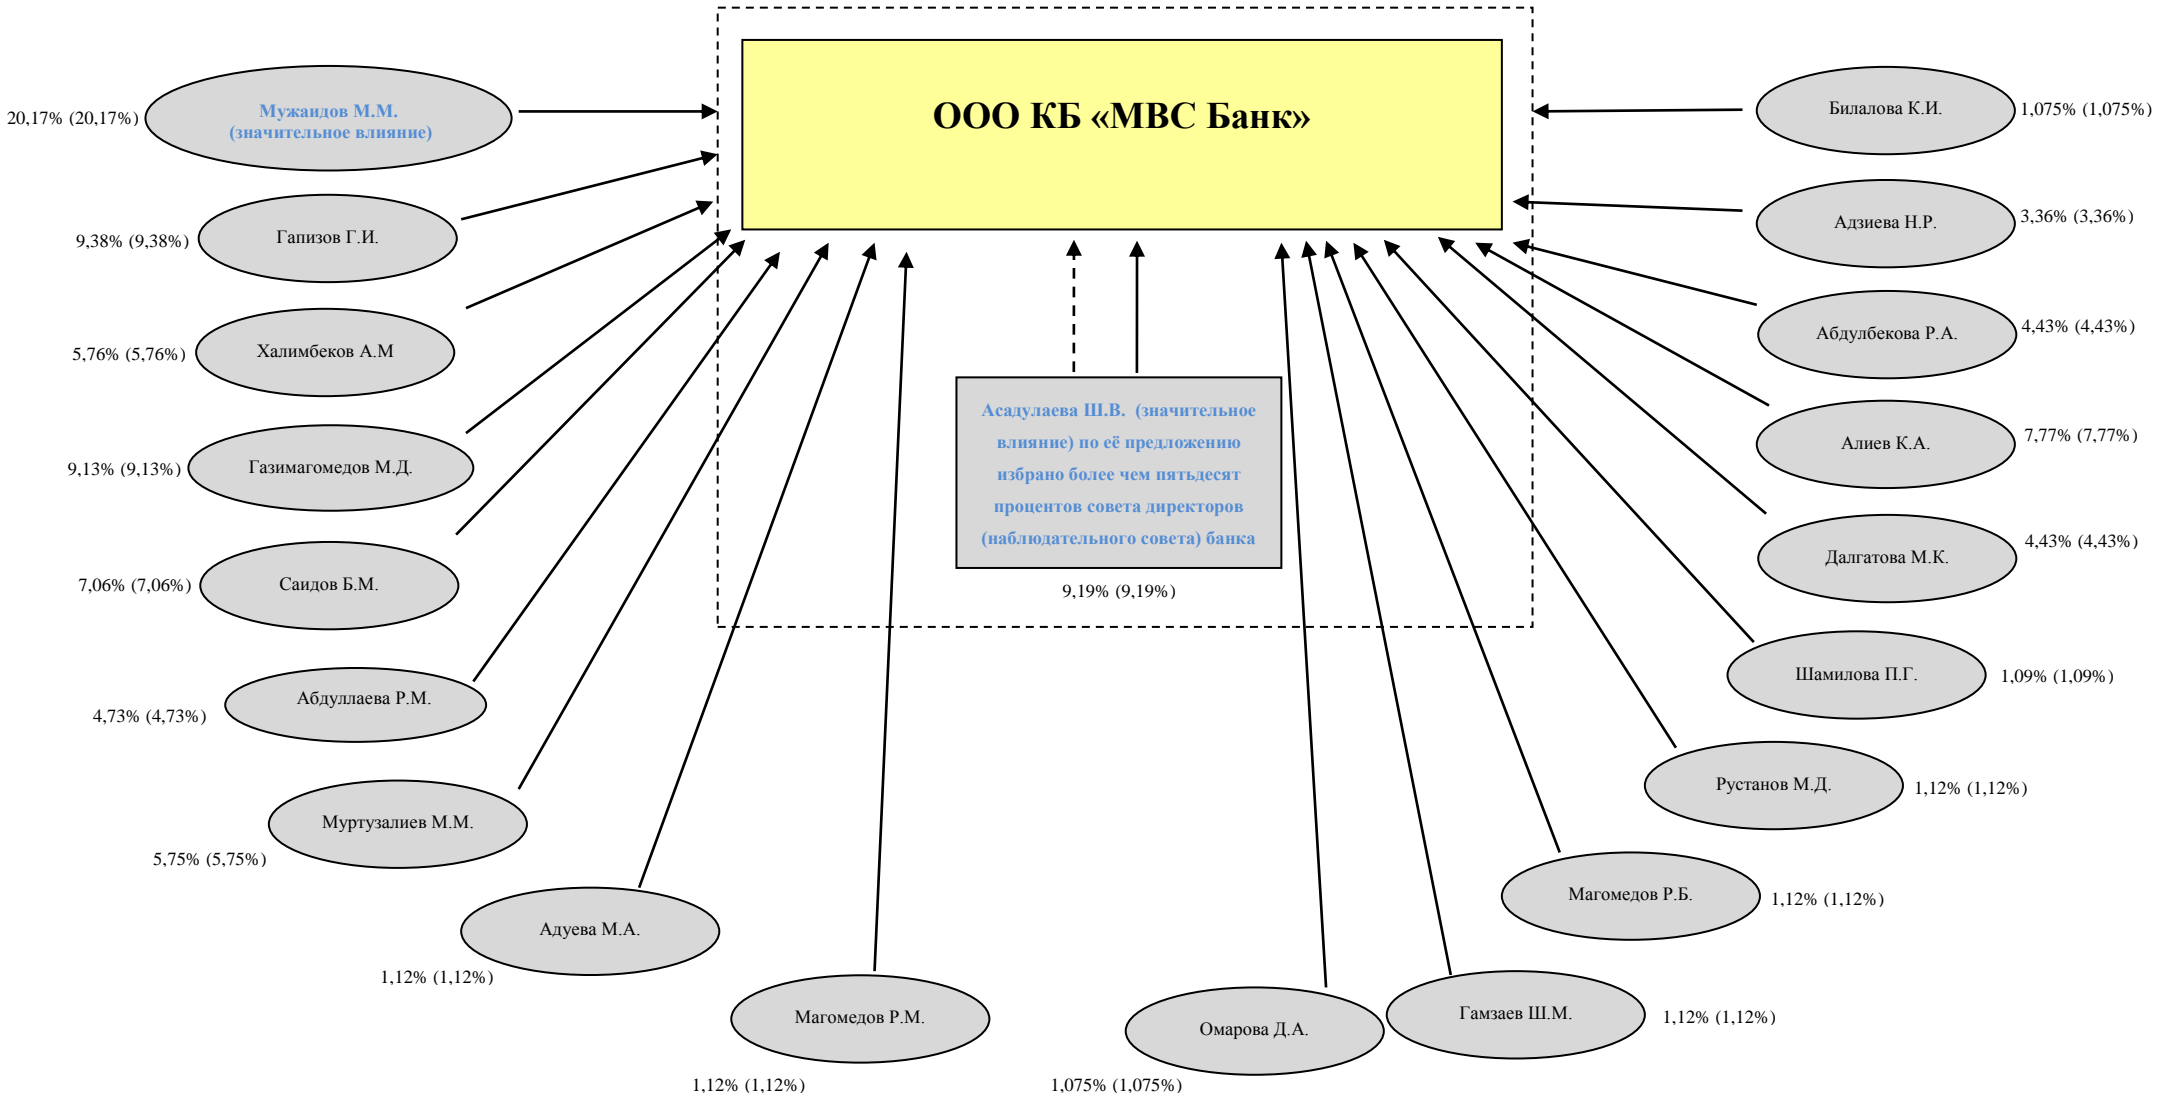 ООО КБ «МВС Банк»
Мужаидов М.М.
(значительное влияние)
20,17% (20,17%)
Гапизов Г.И.
9,38% (9,38%)
Халимбеков А.М
5,76% (5,76%)
Газимагомедов М.Д.
9,13% (9,13%)
Саидов Б.М.
7,06% (7,06%)
Абдуллаева Р.М.
4,73% (4,73%)
Муртузалиев М.М.
5,75% (5,75%)
Адуева М.А.
1,12% (1,12%)
Магомедов Р.М.
1,12% (1,12%)
Асадулаева Ш.В. (значительное
влияние) по её предложению
избрано более чем пятьдесят
процентов совета директоров
(наблюдательного совета) банка
9,19% (9,19%)
Омарова Д.А.
1,075% (1,075%)
Гамзаев Ш.М.
1,12% (1,12%)
Магомедов Р.Б.
1,12% (1,12%)
Рустанов М.Д.
1,12% (1,12%)
Шамилова П.Г.
1,09% (1,09%)
Далгатова М.К.
4,43% (4,43%)
Алиев К.А.
7,77% (7,77%)
Абдулбекова Р.А.
4,43% (4,43%)
Адзиева Н.Р.
3,36% (3,36%)
Билалова К.И.
1,075% (1,075%)